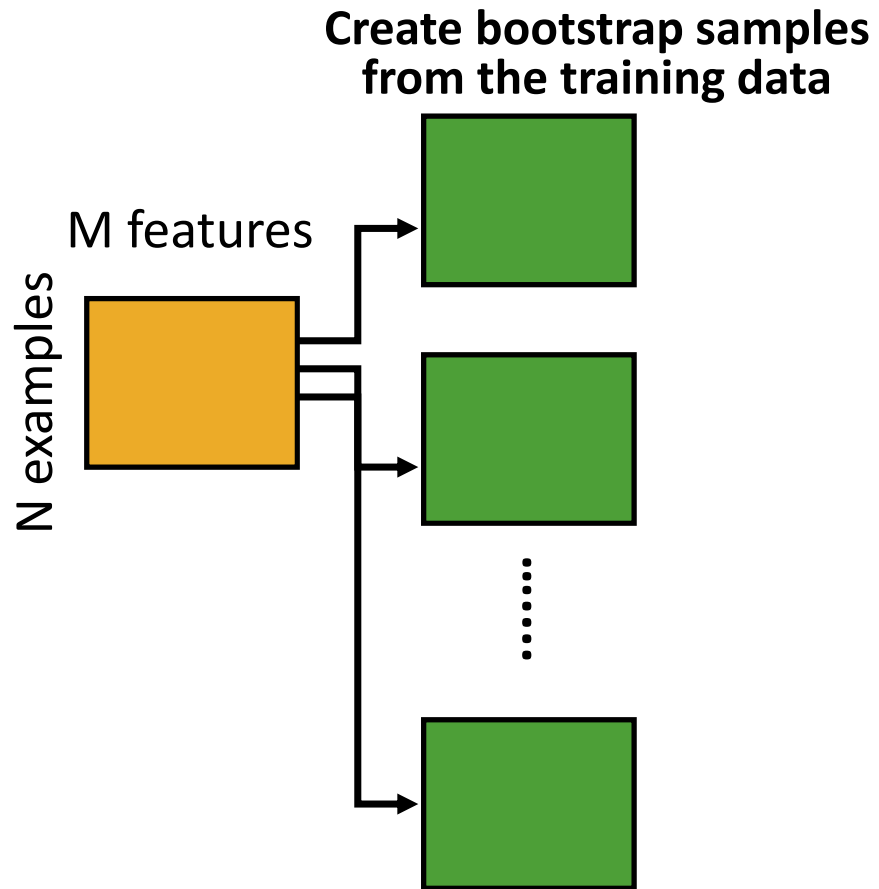 Create bootstrap samples
from the training data
M features
N examples